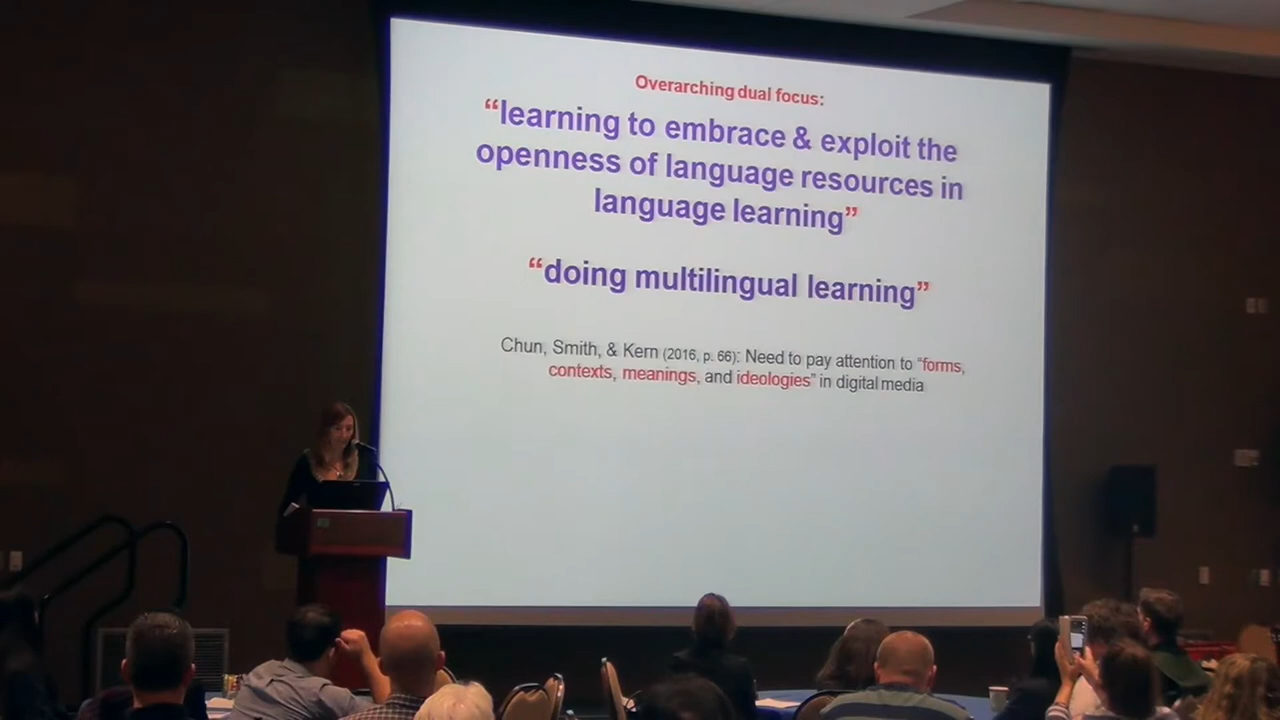 Overarching dual focus:
“learning to embrace & exploit the
openness of language resources in
language learning”
“doing multilingual learning”
Chun, Smith, & Kern (2016, p. 66): Need to pay attention to “forms,
contexts, meanings, and ideologies” in digital media